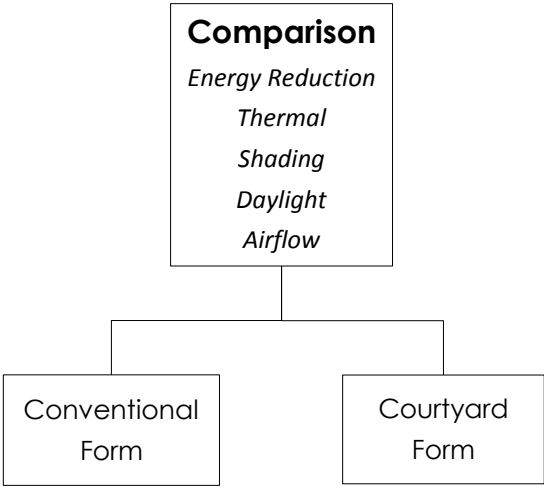 Comparison
Energy Reduction
Thermal
Shading
Daylight
Airflow
Conventional
Form
Courtyard
Form